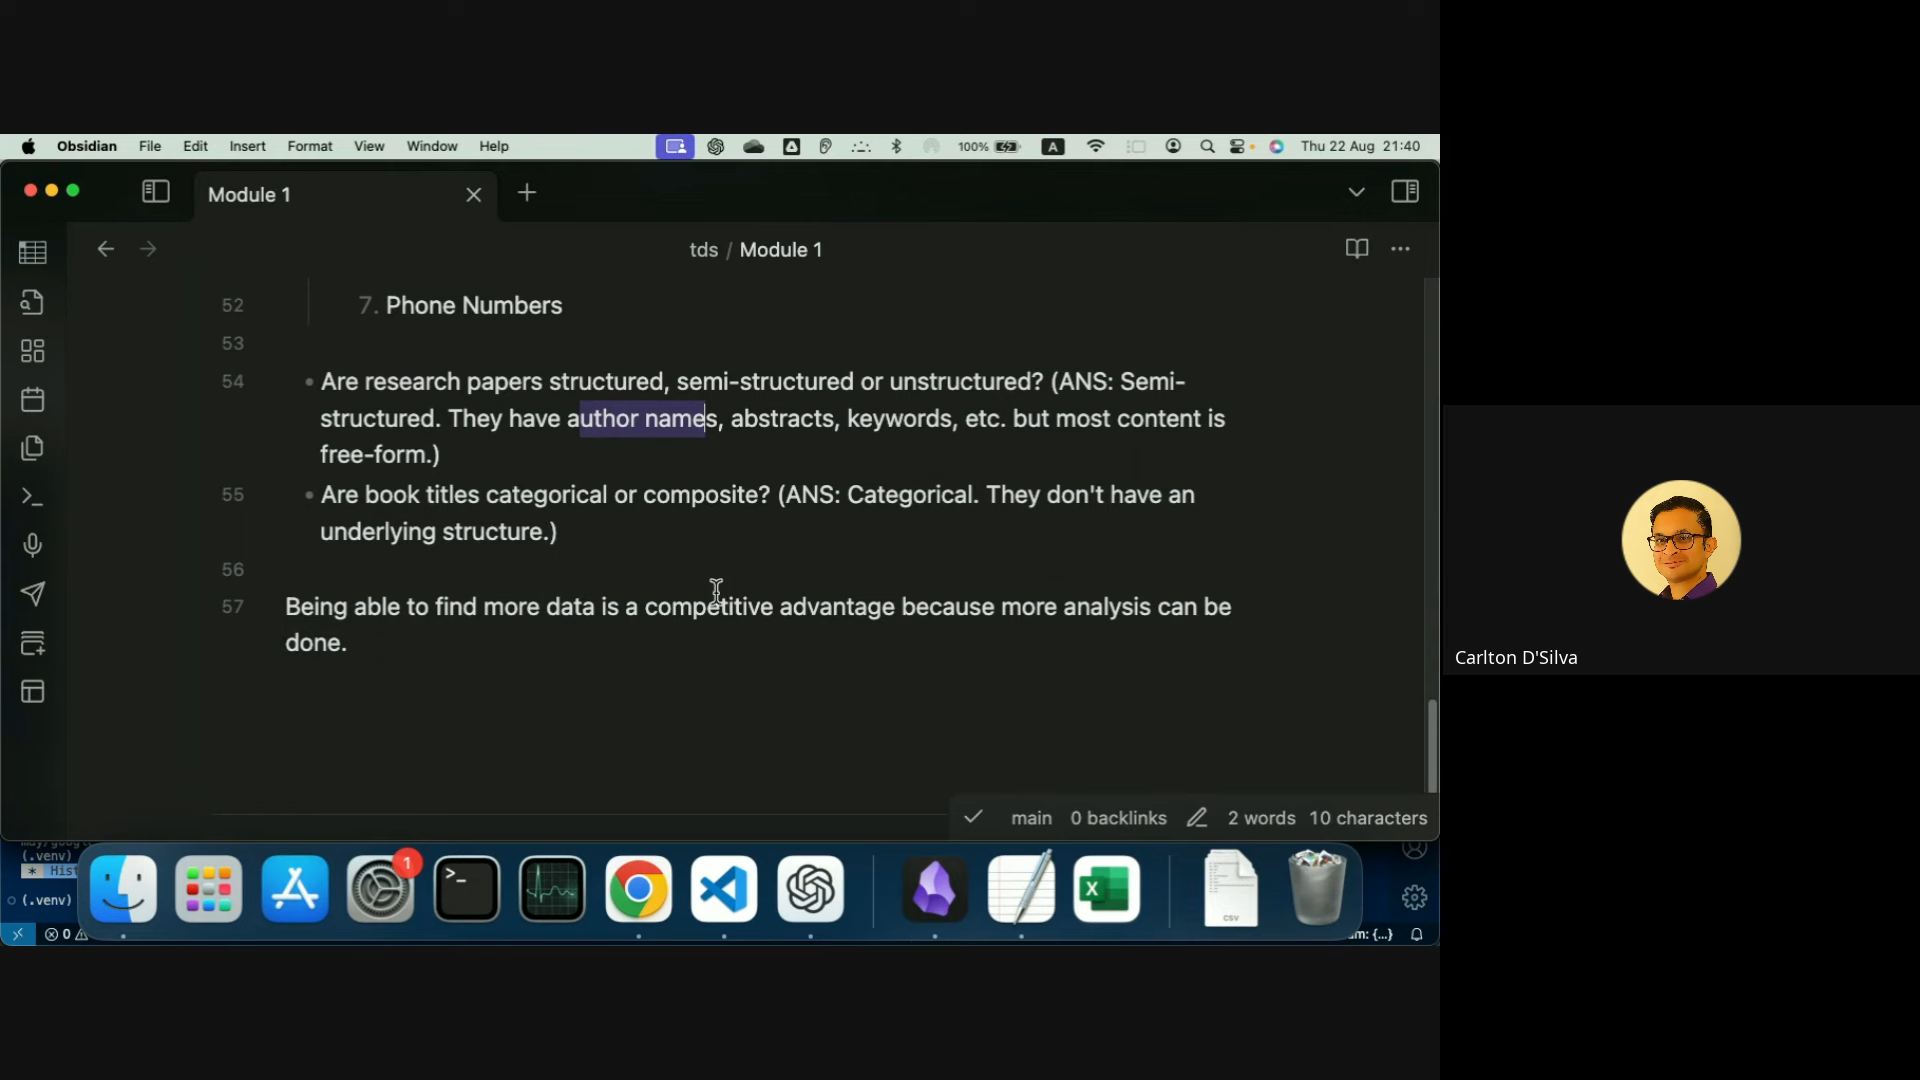 Obsidian File Edit Insert Format View Window Help 100% A Thu 22 Aug 21:40
Module 1
tds / Module 1
52 7. Phone Numbers
53
54 • Are research papers structured, semi-structured or unstructured? (ANS: Semi-
structured. They have author names, abstracts, keywords, etc. but most content is
free-form.)
55 • Are book titles categorical or composite? (ANS: Categorical. They don't have an
underlying structure.)
56
57 Being able to find more data is a competitive advantage because more analysis can be
done.
Carlton D'Silva
main 0 backlinks 2 words 10 characters
(.venv)
* Hist
(.venv)
1
CSV
0